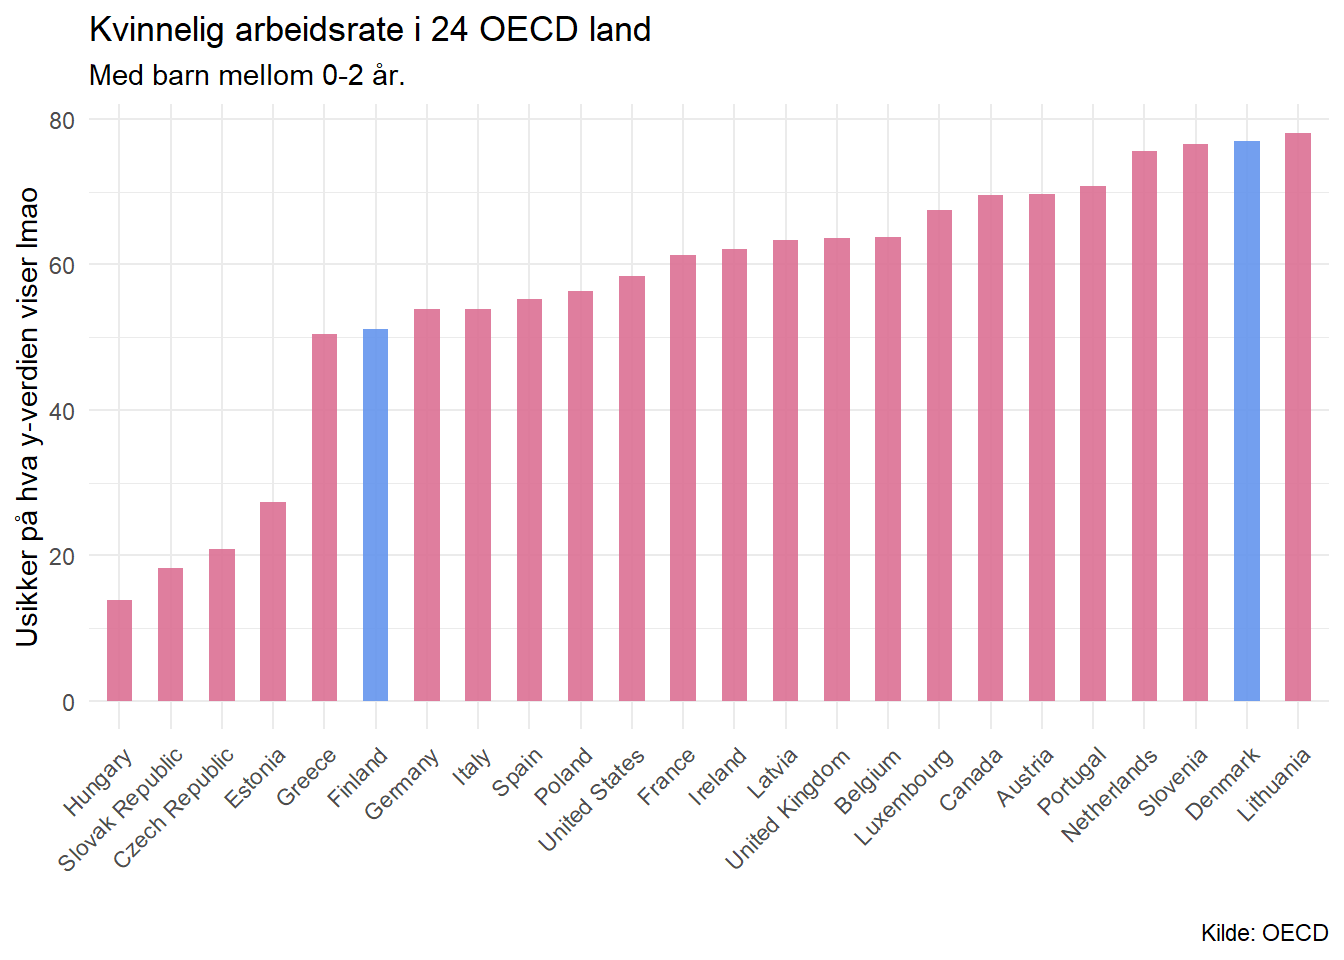 Kvinnelig arbeidsrate i 24 OECD land
Med barn mellom 0-2 år.
Usikker på hva y-verdien viser lmao
80
60
40
20
0
Hungary
Slovak Republic
Czech Republic
Estonia
Greece
Finland
Germany
Italy
Spain
Poland
United States
France
Ireland
Latvia
United Kingdom
Belgium
Luxembourg
Canada
Austria
Portugal
Netherlands
Slovenia
Denmark
Lithuania
Kilde: OECD